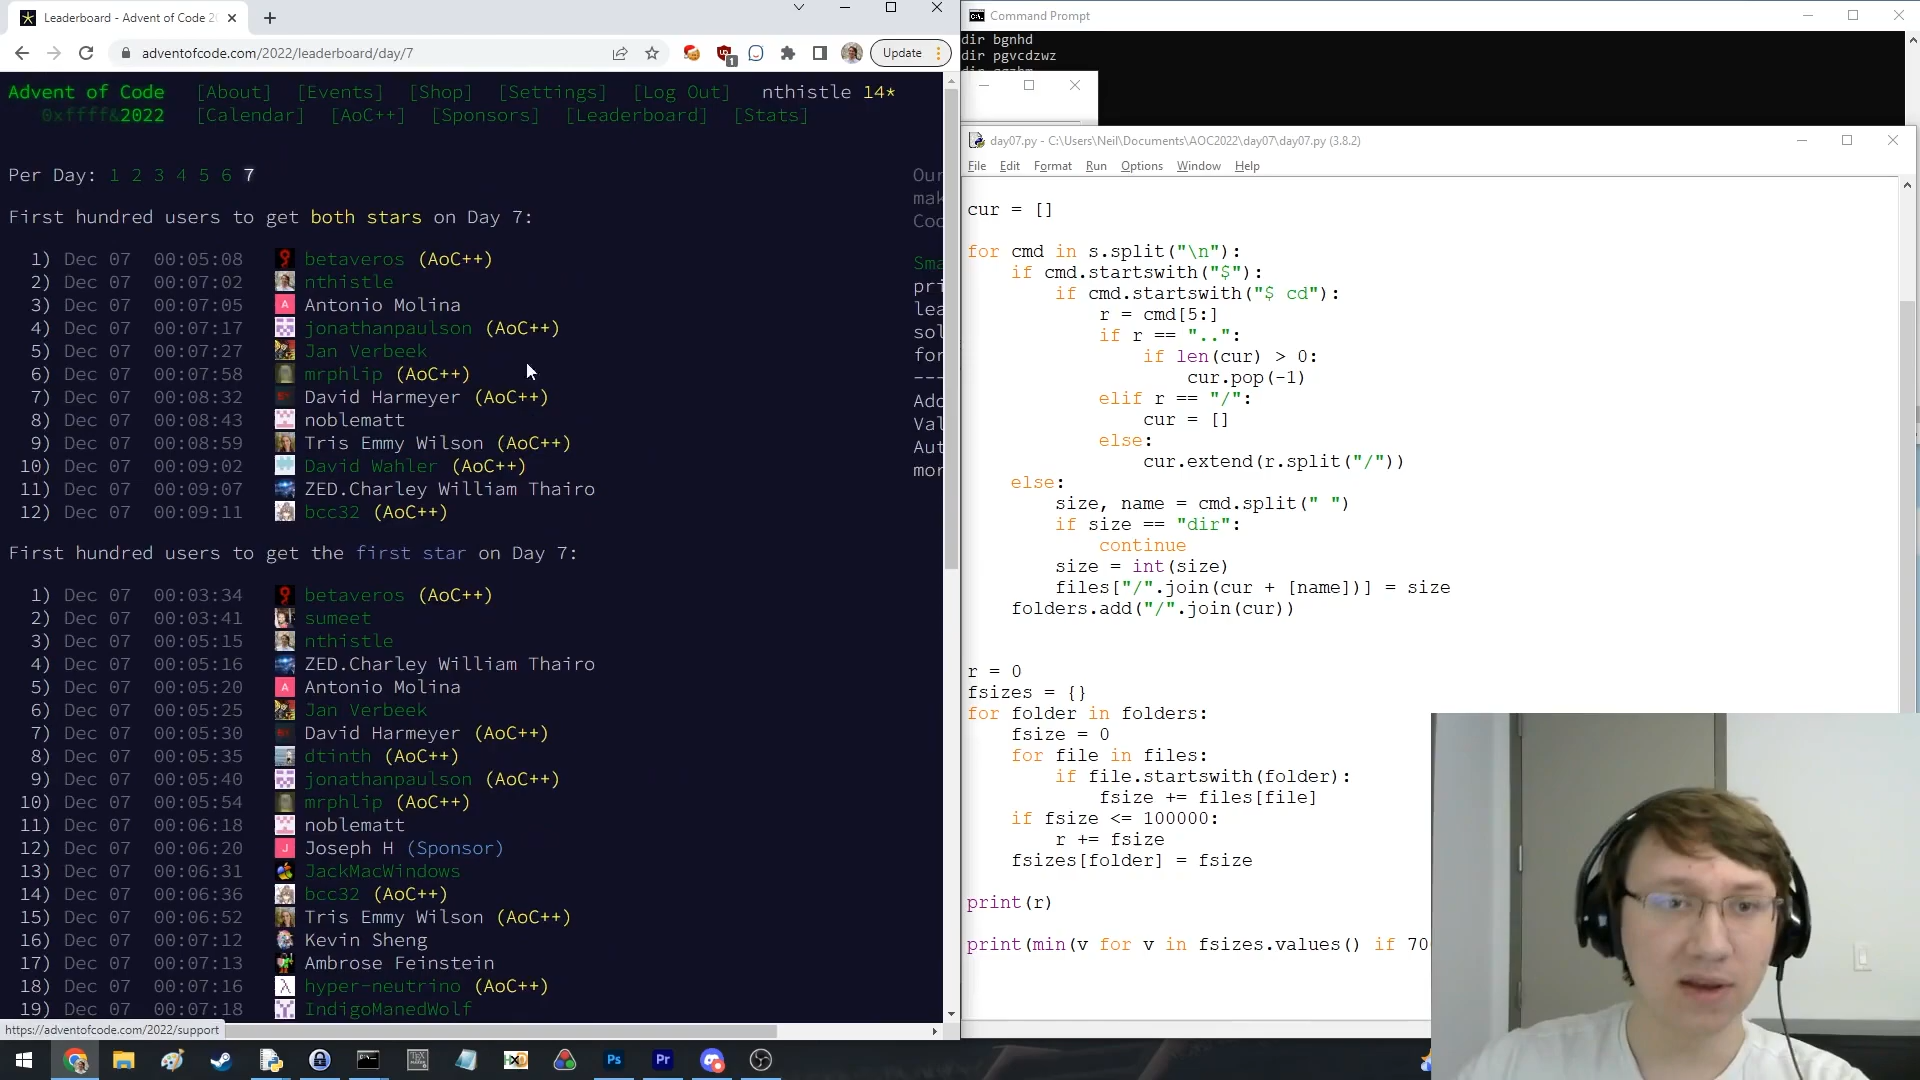 Leaderboard - Advent of Code 2
adventofcode.com/2022/leaderboard/day/7
Update
Advent of Code [About] [Events] [Shop] [Settings] [Log Out] nthistle 14*
0xffff&2022 [Calendar] [AoC++] [Sponsors] [Leaderboard] [Stats]
Per Day: 1 2 3 4 5 6 7
First hundred users to get both stars on Day 7:
1) Dec 07 00:05:08 betaveros (AoC++)
2) Dec 07 00:07:02 nthistle
3) Dec 07 00:07:05 Antonio Molina
4) Dec 07 00:07:17 jonathanpaulson (AoC++)
5) Dec 07 00:07:27 Jan Verbeek
6) Dec 07 00:07:58 mrphlip (AoC++)
7) Dec 07 00:08:32 David Harmeyer (AoC++)
8) Dec 07 00:08:43 noblematt
9) Dec 07 00:08:59 Tris Emmy Wilson (AoC++)
10) Dec 07 00:09:02 David Wahler (AoC++)
11) Dec 07 00:09:07 ZED.Charley William Thairo
12) Dec 07 00:09:11 bcc32 (AoC++)
First hundred users to get the first star on Day 7:
1) Dec 07 00:03:34 betaveros (AoC++)
2) Dec 07 00:03:41 sumeet
3) Dec 07 00:05:15 nthistle
4) Dec 07 00:05:16 ZED.Charley William Thairo
5) Dec 07 00:05:20 Antonio Molina
6) Dec 07 00:05:25 Jan Verbeek
7) Dec 07 00:05:30 David Harmeyer (AoC++)
8) Dec 07 00:05:35 dtinth (AoC++)
9) Dec 07 00:05:40 jonathanpaulson (AoC++)
10) Dec 07 00:05:54 mrphlip (AoC++)
11) Dec 07 00:06:18 noblematt
12) Dec 07 00:06:20 Joseph H (Sponsor)
13) Dec 07 00:06:31 JackMacWindows
14) Dec 07 00:06:36 bcc32 (AoC++)
15) Dec 07 00:06:52 Tris Emmy Wilson (AoC++)
16) Dec 07 00:07:12 Kevin Sheng
17) Dec 07 00:07:13 Ambrose Feinstein
18) Dec 07 00:07:16 hyper-neutrino (AoC++)
19) Dec 07 00:07:18 IndigoManedWolf
https://adventofcode.com/2022/support
Our
mak
Coc
Sma
pri
lea
sol
for
---
Add
Val
Aut
mor
Command Prompt
dir bgnhd
dir pgvcdzwz
day07.py - C:\Users\Neil\Documents\AOC2022\day07\day07.py (3.8.2)
File Edit Format Run Options Window Help
cur = []
for cmd in s.split("\n"):
if cmd.startswith("$"):
if cmd.startswith("$ cd"):
r = cmd[5:]
if r == "..":
if len(cur) > 0:
cur.pop(-1)
elif r == "/":
cur = []
else:
cur.extend(r.split("/"))
else:
size, name = cmd.split(" ")
if size == "dir":
continue
size = int(size)
files["/".join(cur + [name])] = size
folders.add("/".join(cur))
r = 0
fsizes = {}
for folder in folders:
fsize = 0
for file in files:
if file.startswith(folder):
fsize += files[file]
if fsize <= 100000:
r += fsize
fsizes[folder] = fsize
print(r)
print(min(v for v in fsizes.values() if 70
Ps
Pr